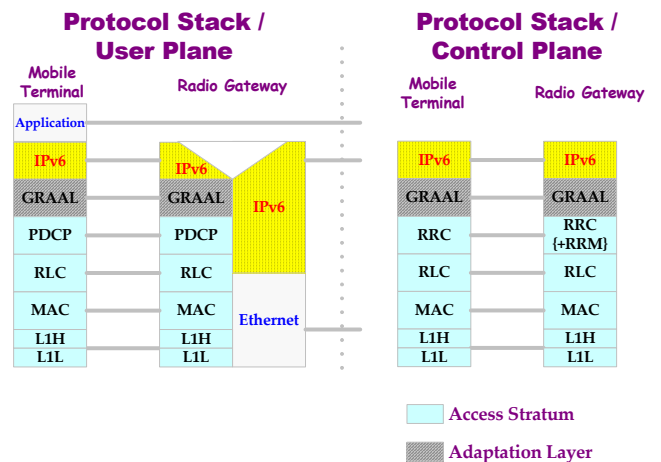 Protocol Stack /
User Plane
Mobile
Terminal
Radio Gateway
Application
IPv6
GRAAL
PDCP
RLC
MAC
L1H
L1L
IPv6
GRAAL
PDCP
RLC
MAC
L1H
L1L
IPv6
Ethernet
Protocol Stack /
Control Plane
Mobile
Terminal
Radio Gateway
IPv6
GRAAL
RRC
RLC
MAC
L1H
L1L
IPv6
GRAAL
RRC
{+RRM}
RLC
MAC
L1H
L1L
Access Stratum
Adaptation Layer